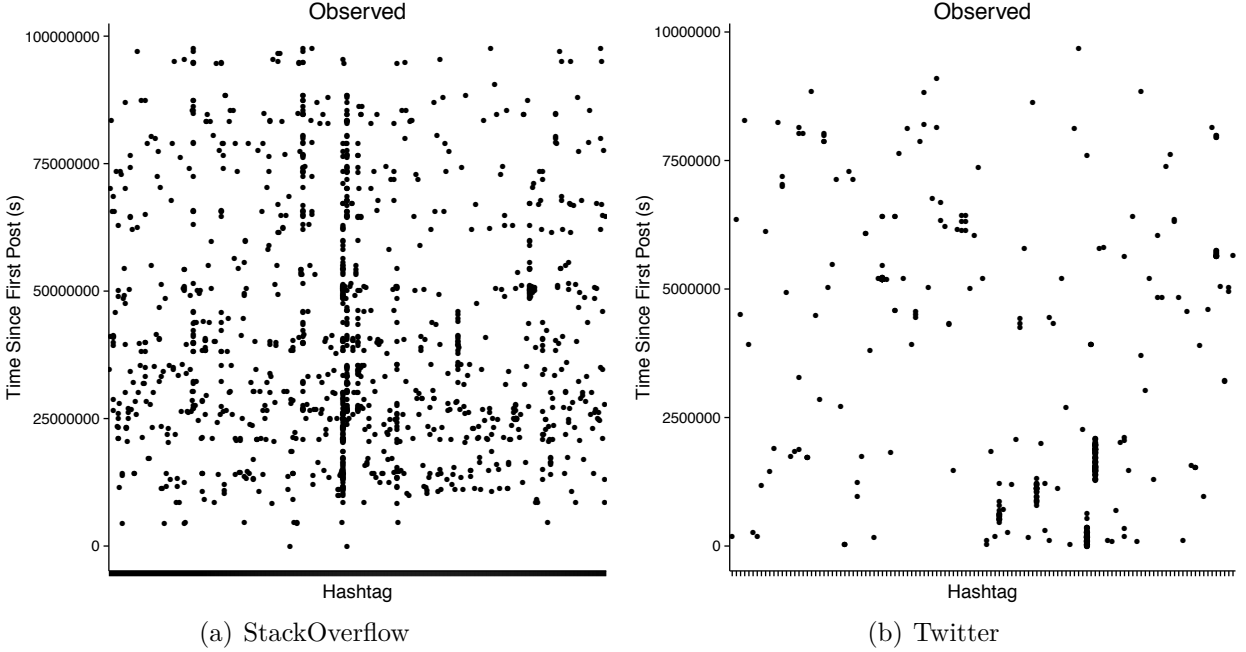 Observed
100000000
75000000
50000000
25000000
0
Time Since First Post (s)
Hashtag
(a) StackOverflow
Observed
10000000
7500000
5000000
2500000
0
Time Since First Post (s)
Hashtag
(b) Twitter